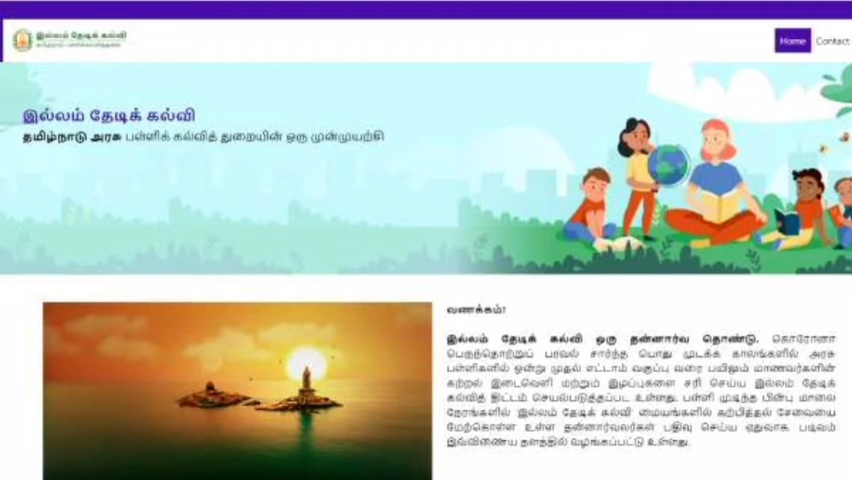 இல்லம் தேடிக் கல்வி
Home Contact
இல்லம் தேடிக் கல்வி
தமிழ்நாடு அரசு பள்ளிக் கல்வித் துறையின் ஒரு முன்முயற்சி
வணக்கம்!
இல்லம் தேடிக் கல்வி ஒரு தன்னார்வ தொண்டு. கொரோனா
பெருந்தொற்றுப் பரவல் சார்ந்த பொது முடக்க காலங்களில் அரசு
பள்ளிகளில் ஒன்று முதல் எட்டாம் வகுப்பு வரை பயிலும் மாணவர்களின்
கற்றல் இடைவெளி மற்றும் இழப்புகளை சரி செய்ய இல்லம் தேடிக்
கல்வித் திட்டம் செயல்படுத்தப்பட உள்ளது. பள்ளி முடிந்த பின்பு மாலை
நேரங்களில் இல்லம் தேடிக் கல்வி மையங்களில் கற்பித்தல் சேவையை
மேற்கொள்ள உள்ள தன்னார்வலர்கள் பதிவு செய்ய ஏதுவாக படிவம்
இவ்விணைய தளத்தில் வழங்கப்பட்டு உள்ளது.